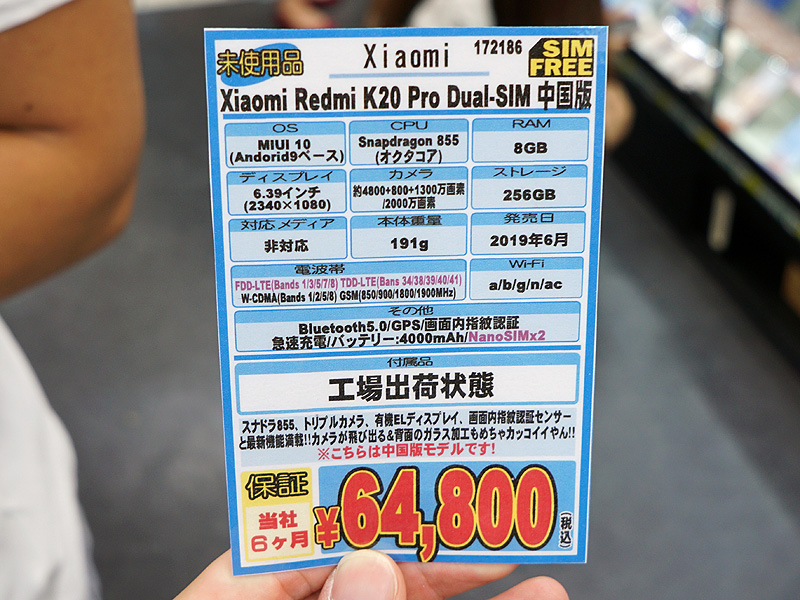 未使用品 Xiaomi 172186 SIM FREE
Xiaomi Redmi K20 Pro Dual-SIM 中国版
OS CPU RAM
MIUI 10 Snapdragon 855 8GB
(Andorid9ベース) (オクタコア)
ディスプレイ カメラ ストレージ
6.39インチ 約4800+800+1300万画素 256GB
(2340×1080) /2000万画素
対応メディア 本体重量 発売日
非対応 191g 2019年6月
電波帯 Wi-Fi
FDD-LTE(Bands 1/3/5/7/8) TDD-LTE(Bans 34/38/39/40/41) a/b/g/n/ac
W-CDMA(Bands 1/2/5/8) GSM(850/900/1800/1900MHz)
その他
Bluetooth5.0/GPS/画面内指紋認証
急速充電/バッテリー:4000mAh/NanoSIMx2
付属品
工場出荷状態
スナドラ855、トリプルカメラ、有機ELディスプレイ、画面内指紋認証センサー
と最新機能満載!!カメラが飛び出る&背面のガラス加工もめちゃカッコイイやん!!
※こちらは中国版モデルです!
保証
当社
6ヶ月
¥64,800(税込)